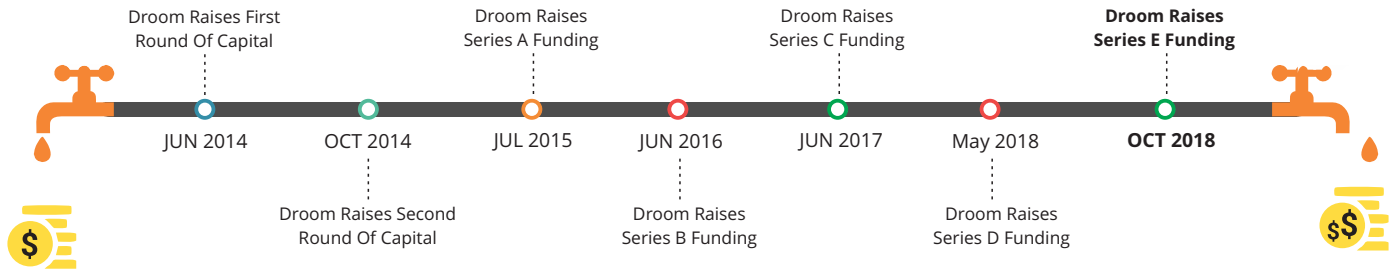 Droom Raises First
Round Of Capital
Droom Raises
Series A Funding
Droom Raises
Series C Funding
Droom Raises
Series E Funding
JUN 2014
OCT 2014
JUL 2015
JUN 2016
JUN 2017
May 2018
OCT 2018
Droom Raises Second
Round Of Capital
Droom Raises
Series B Funding
Droom Raises
Series D Funding
$
$$